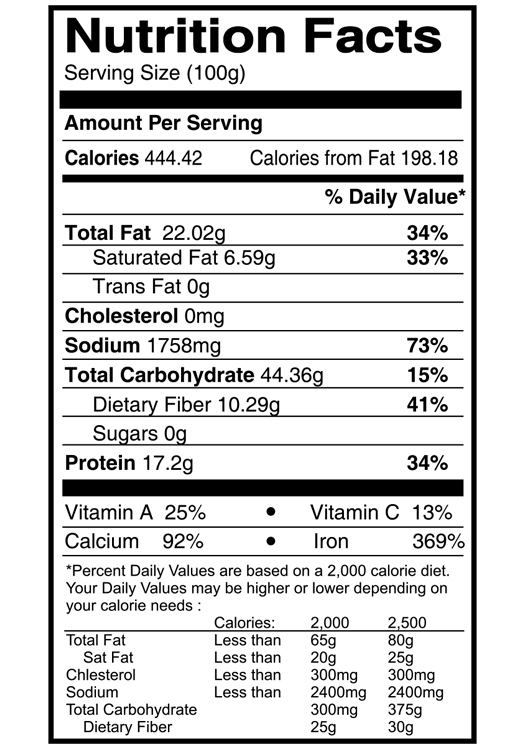 Nutrition Facts
Serving Size (100g)
Amount Per Serving
Calories 444.42 Calories from Fat 198.18
% Daily Value*
Total Fat 22.02g 34%
Saturated Fat 6.59g 33%
Trans Fat 0g
Cholesterol 0mg
Sodium 1758mg 73%
Total Carbohydrate 44.36g 15%
Dietary Fiber 10.29g 41%
Sugars 0g
Protein 17.2g 34%
Vitamin A 25% • Vitamin C 13%
Calcium 92% • Iron 369%
*Percent Daily Values are based on a 2,000 calorie diet.
Your Daily Values may be higher or lower depending on
your calorie needs :
Calories: 2,000 2,500
Total Fat Less than 65g 80g
Sat Fat Less than 20g 25g
Chlesterol Less than 300mg 300mg
Sodium Less than 2400mg 2400mg
Total Carbohydrate 300mg 375g
Dietary Fiber 25g 30g